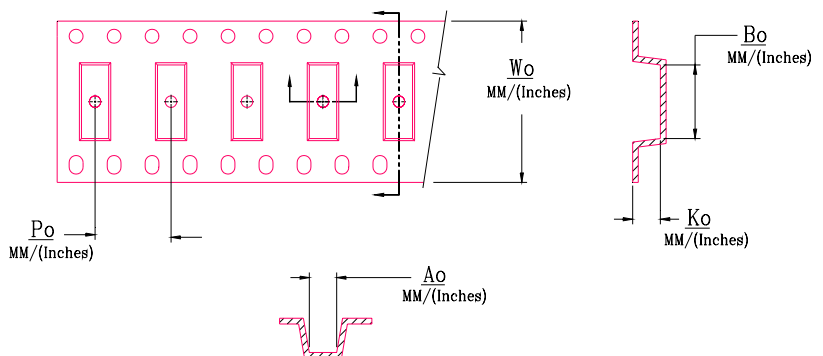 Wo
MM/(Inches)
Bo
MM/(Inches)
Po
MM/(Inches)
Ko
MM/(Inches)
Ao
MM/(Inches)